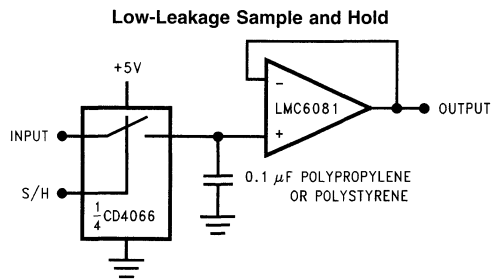 Low-Leakage Sample and Hold
+5V
−
LMC6081
OUTPUT
INPUT
+
0.1 μF POLYPROPYLENE
OR POLYSTYRENE
S/H
1/4 CD4066